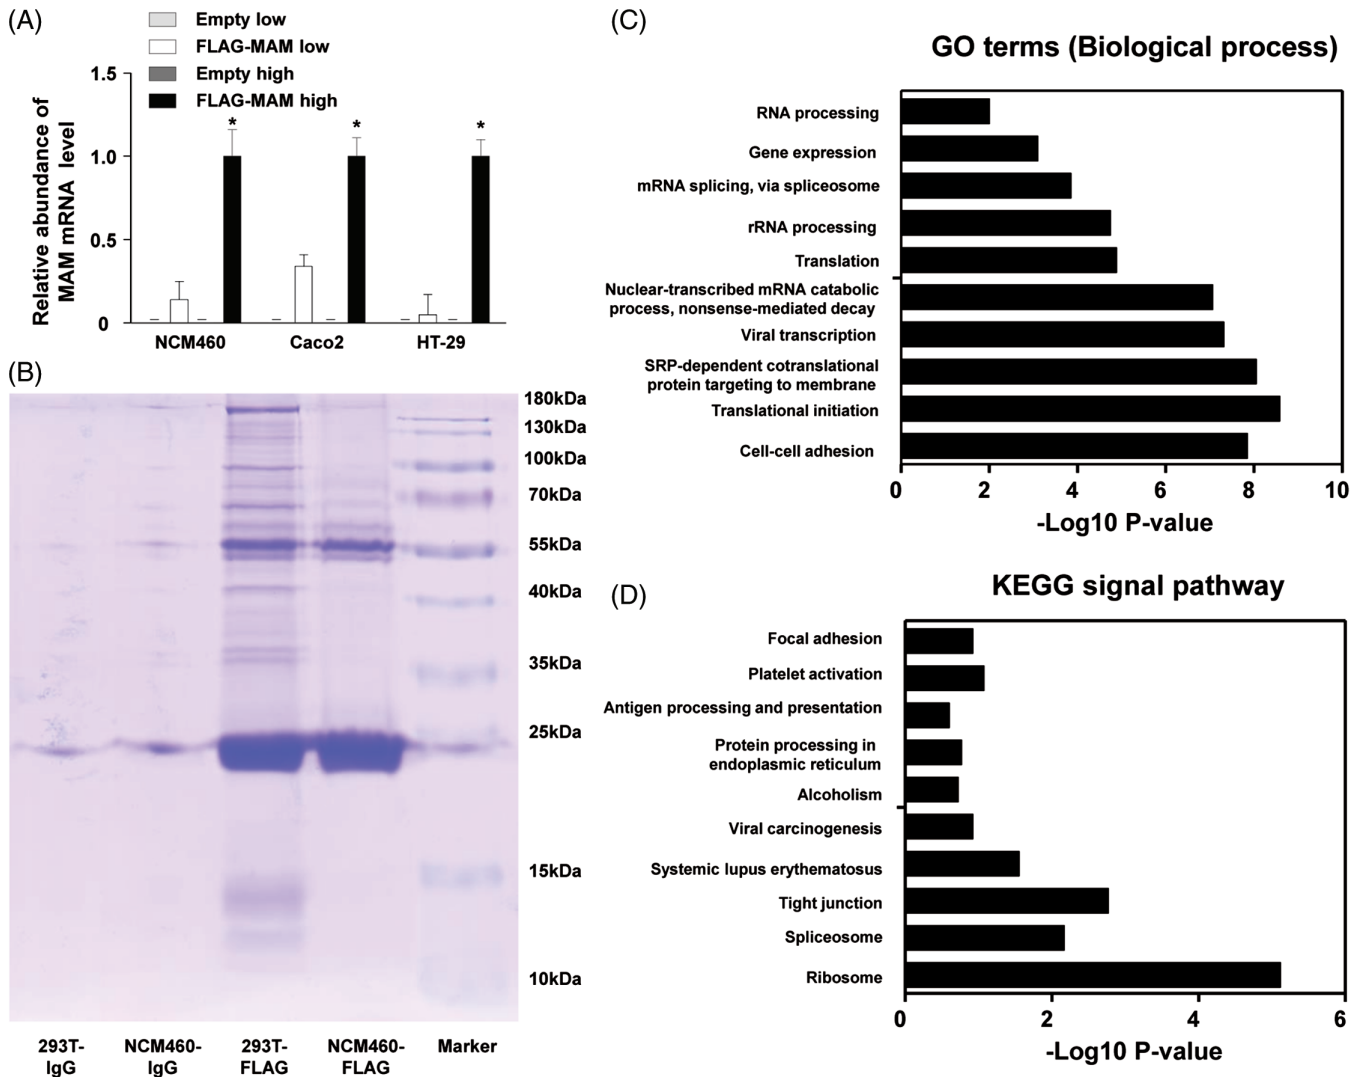 (A)
Empty low
FLAG-MAM low
Empty high
FLAG-MAM high
Relative abundance of
MAM mRNA level
1.5
1.0
0.5
0
*
*
*
NCM460
Caco2
HT-29
(B)
180kDa
130kDa
100kDa
70kDa
55kDa
40kDa
35kDa
25kDa
15kDa
10kDa
293T-
IgG
NCM460-
IgG
293T-
FLAG
NCM460-
FLAG
Marker
(C)
GO terms (Biological process)
RNA processing
Gene expression
mRNA splicing, via spliceosome
rRNA processing
Translation
Nuclear-transcribed mRNA catabolic
process, nonsense-mediated decay
Viral transcription
SRP-dependent cotranslational
protein targeting to membrane
Translational initiation
Cell-cell adhesion
0
2
4
6
8
10
-Log10 P-value
(D)
KEGG signal pathway
Focal adhesion
Platelet activation
Antigen processing and presentation
Protein processing in
endoplasmic reticulum
Alcoholism
Viral carcinogenesis
Systemic lupus erythematosus
Tight junction
Spliceosome
Ribosome
0
2
4
6
-Log10 P-value